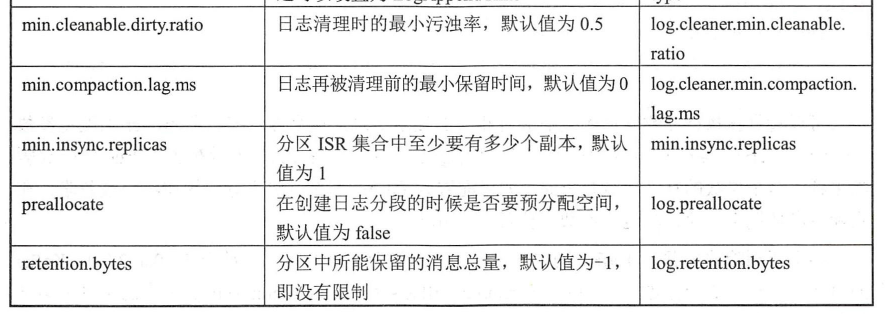 min.cleanable.dirty.ratio
日志清理时的最小污浊率，默认值为 0.5
log.cleaner.min.cleanable.
ratio
min.compaction.lag.ms
日志再被清理前的最小保留时间，默认值为 0
log.cleaner.min.compaction.
lag.ms
min.insync.replicas
分区 ISR 集合中至少要有多少个副本，默认
值为 1
min.insync.replicas
preallocate
在创建日志分段的时候是否要预分配空间，
默认值为 false
log.preallocate
retention.bytes
分区中所能保留的消息总量，默认值为-1，
即没有限制
log.retention.bytes